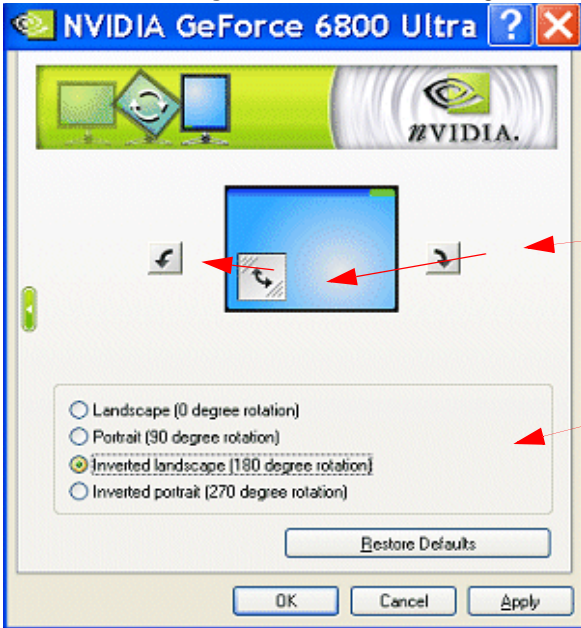 NVIDIA GeForce 6800 Ultra
nVIDIA.
Landscape (0 degree rotation)
Portrait (90 degree rotation)
Inverted landscape (180 degree rotation)
Inverted portrait (270 degree rotation)
Restore Defaults
OK Cancel Apply